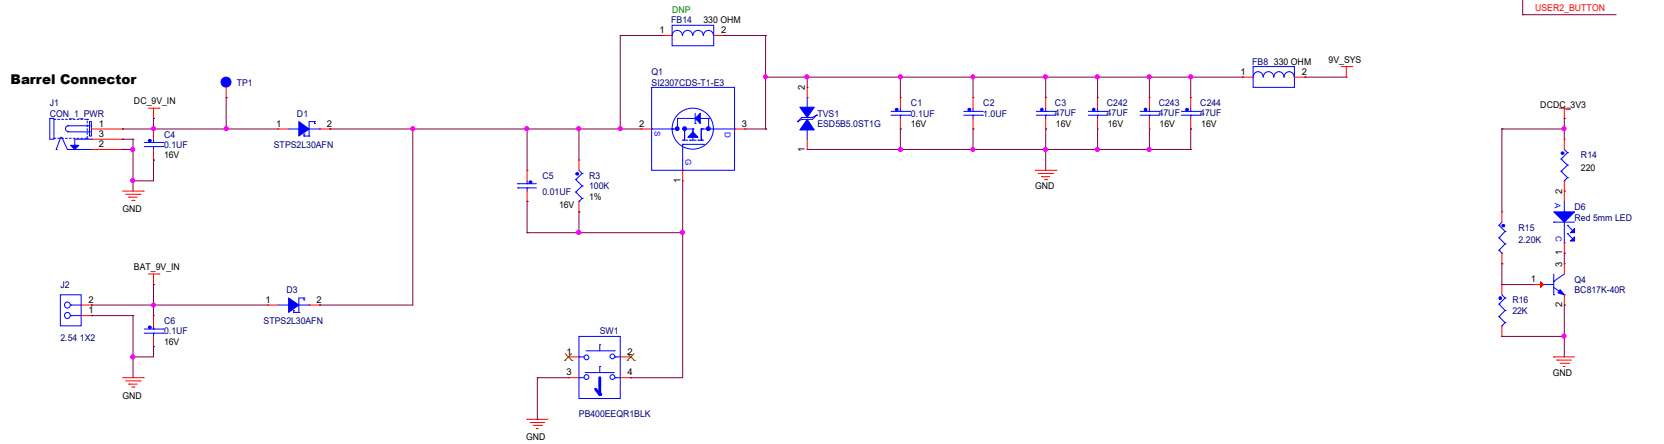 USER2_BUTTON
DNP
FB14 330 OHM
1 2
Barrel Connector
TP1
J1
CON_1_PWR
1
3
2
DC_9V_IN
C4
0.1UF
16V
GND
D1
1 2
STPS2L30AFN
Q1
SI2307CDS-T1-E3
2 S D 3
G
1
C5
0.01UF
16V
R3
100K
1%
2
TVS1
ESD5B5.0ST1G
1
C1
0.1UF
16V
C2
1.0UF
C3
47UF
16V
C242
47UF
16V
C243
47UF
16V
C244
47UF
16V
GND
FB8 330 OHM
1 2
9V_SYS
J2
2
1
2.54 1X2
BAT_9V_IN
C6
0.1UF
16V
GND
D3
1 2
STPS2L30AFN
SW1
1 2
3 4
PB400EEQR1BLK
GND
DCDC_3V3
R14
220
2
A
D6
Red 5mm LED
C
1
R15
2.20K
3
1
Q4
BC817K-40R
2
R16
22K
GND